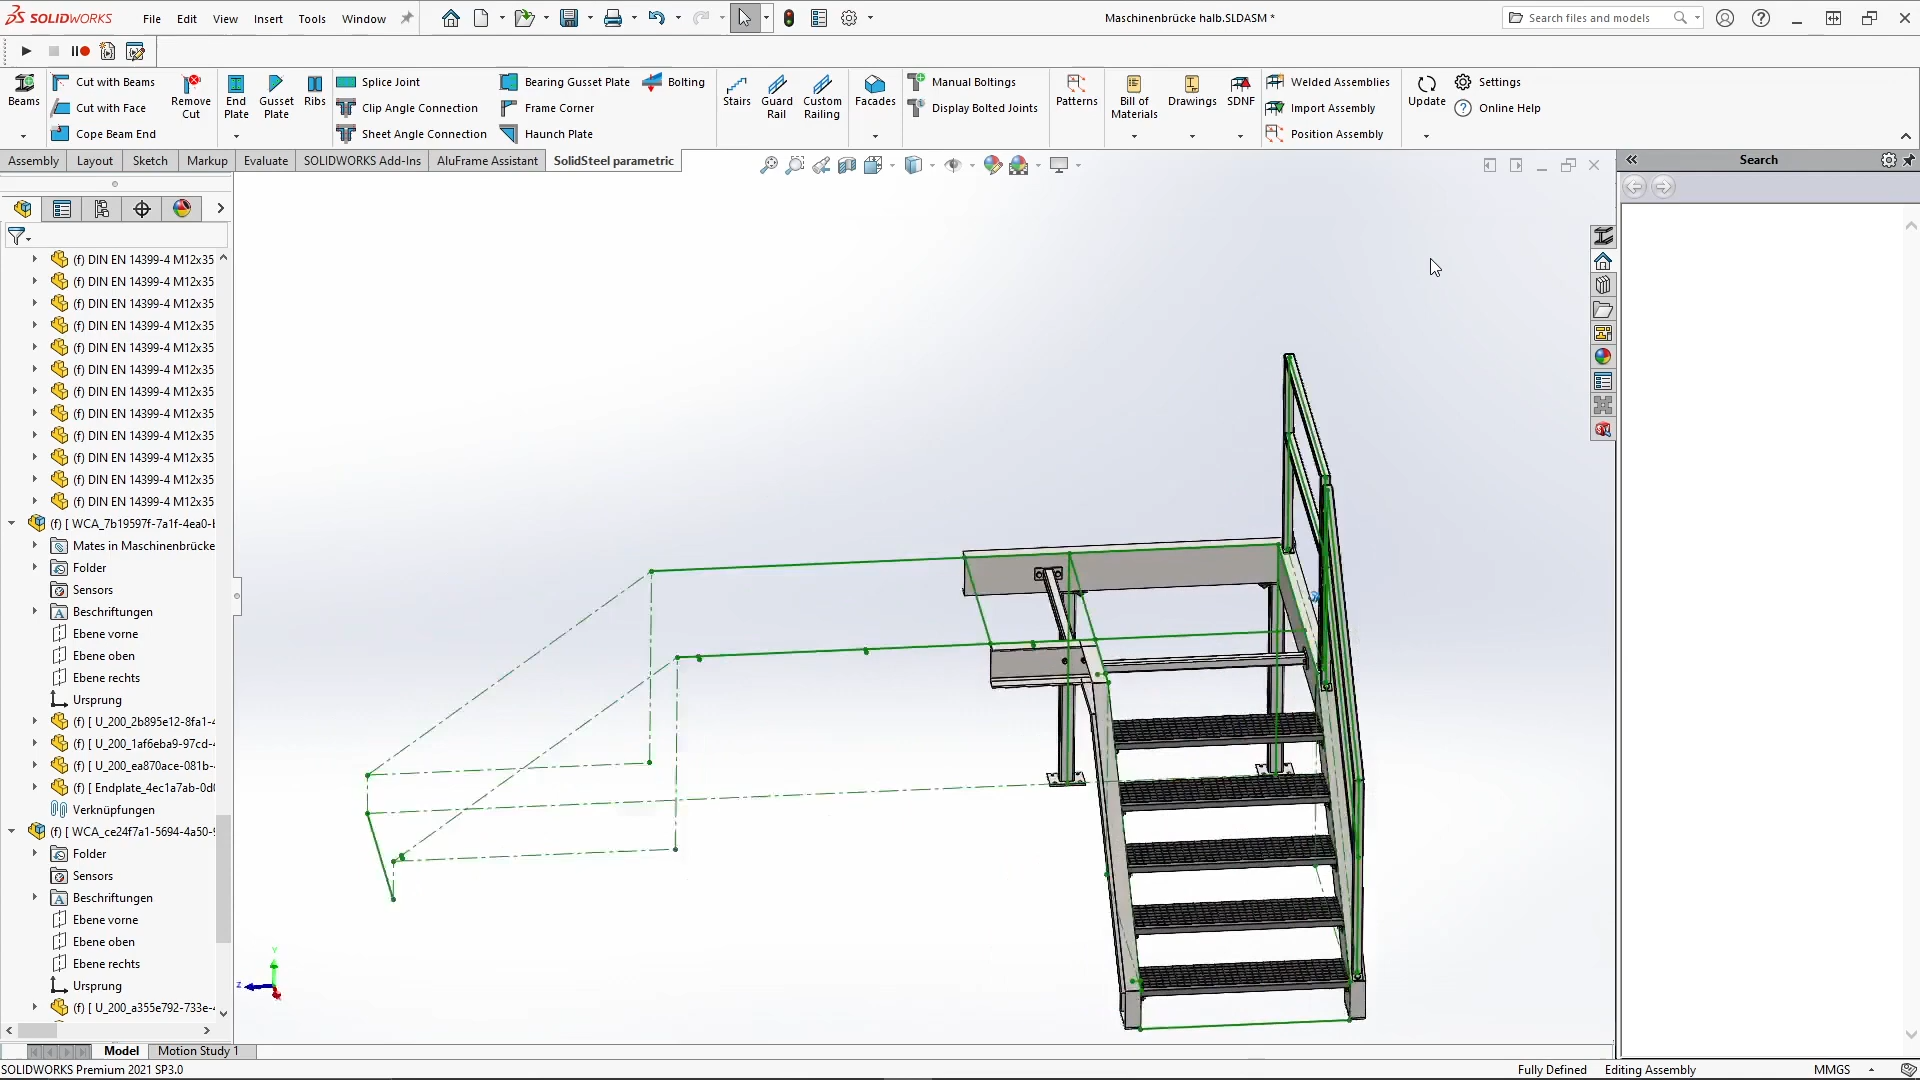 SOLIDWORKS File Edit View Insert Tools Window
Maschinenbrücke halb.SLDASM *
Search files and models
Beams
Cut with Beams
Cut with Face
Cope Beam End
Remove Cut
End Plate
Gusset Plate
Ribs
Splice Joint
Clip Angle Connection
Sheet Angle Connection
Bearing Gusset Plate
Frame Corner
Haunch Plate
Bolting
Stairs
Guard Rail
Custom Railing
Facades
Manual Boltings
Display Bolted Joints
Patterns
Bill of Materials
Drawings
SDNF
Welded Assemblies
Import Assembly
Position Assembly
Update
Settings
Online Help
Assembly Layout Sketch Markup Evaluate SOLIDWORKS Add-Ins AluFrame Assistant SolidSteel parametric
Search
(f) DIN EN 14399-4 M12x35
(f) DIN EN 14399-4 M12x35
(f) DIN EN 14399-4 M12x35
(f) DIN EN 14399-4 M12x35
(f) DIN EN 14399-4 M12x35
(f) DIN EN 14399-4 M12x35
(f) DIN EN 14399-4 M12x35
(f) DIN EN 14399-4 M12x35
(f) DIN EN 14399-4 M12x35
(f) DIN EN 14399-4 M12x35
(f) DIN EN 14399-4 M12x35
(f) DIN EN 14399-4 M12x35
(f) [ WCA_7b19597f-7a1f-4ea0-
Mates in Maschinenbrücke
Folder
Sensors
Beschriftungen
Ebene vorne
Ebene oben
Ebene rechts
Ursprung
(f) [ U_200_2b895e12-8fa1-
(f) [ U_200_1af6eba9-97cd-
(f) [ U_200_ea870ace-081b-
(f) [ Endplate_4ec1a7ab-0d
Verknüpfungen
(f) [ WCA_ce24f7a1-5694-4a50-
Folder
Sensors
Beschriftungen
Ebene vorne
Ebene oben
Ebene rechts
Ursprung
(f) [ U_200_a355e792-733e-
Y
Z
Model Motion Study 1
SOLIDWORKS Premium 2021 SP3.0
Fully Defined Editing Assembly MMGS